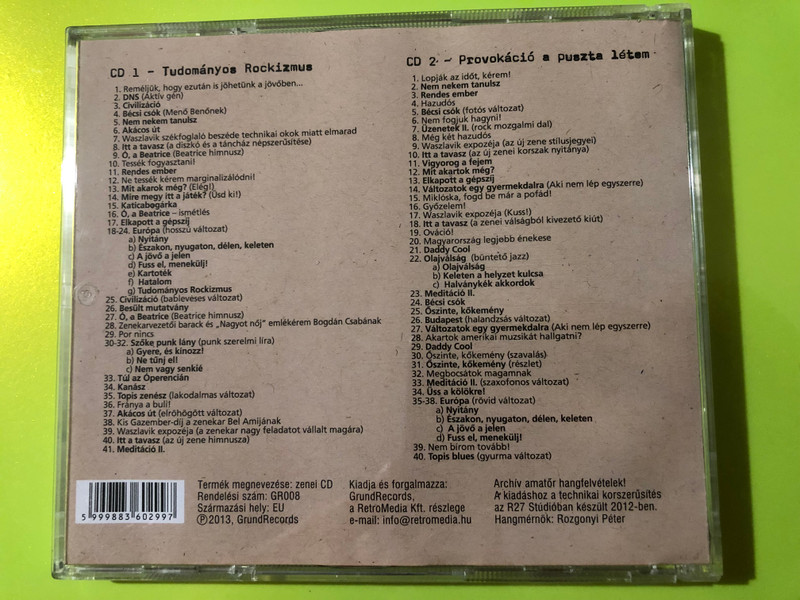 CD 1 - Tudományos Rockizmus
1. Reméljük, hogy ezután is jöhetünk a jövőben...
2. DNS (Aktív gén)
3. Civilizáció
4. Bécsi csók (Menő Benőnek)
5. Nem nekem tanulsz
6. Akácos út
7. Waszlavik székfoglaló beszéde technikai okok miatt elmarad
8. Itt a tavasz (a diszkó és a táncház népszerűsítése)
9. Ó, a Beatrice (Beatrice himnusz)
10. Tessék fogyasztani!
11. Rendes ember
12. Ne tessék kérem marginalizálódni!
13. Mit akarok még? (Elég!)
14. Mire megy itt a játék? (Üsd ki!)
15. Katicabogárka
16. Ó, a Beatrice – ismétlés
17. Elkapott a gépszíj
18-24. Európa (hosszú változat)
a) Nyitány
b) Északon, nyugaton, délen, keleten
c) A jövő a jelen
d) Fuss el, menekülj!
e) Kartoték
f) Hatalom
g) Tudományos Rockizmus
25. Civilizáció (bableveses változat)
26. Besült mutatvány
27. Ó, a Beatrice (Beatrice himnusz)
28. Zenekarvezetői barack és „Nagyot nőj” emlékérem Bogdán Csabának
29. Por nincs
30-32. Szőke punk lány (punk szerelmi líra)
a) Gyere, és kínozz!
b) Ne tűnj el!
c) Nem vagy senkié
33. Túl az Óperencián
34. Kanász
35. Topis zenész (lakodalmas változat)
36. Fránya a buli!
37. Akácos út (elröhögött változat)
38. Kis Gazember-díj a zenekar Bel Amijának
39. Waszlavik expozéja (a zenekar nagy feladatot vállalt magára)
40. Itt a tavasz (az új zene himnusza)
41. Meditáció II.
CD 2 - Provokáció a puszta létem
1. Lopják az időt, kérem!
2. Nem nekem tanulsz
3. Rendes ember
4. Hazudós
5. Bécsi csók (fotós változat)
6. Nem fogjuk hagyni!
7. Üzenetek II. (rock mozgalmi dal)
8. Még két hazudós
9. Waszlavik expozéja (az új zene stílusjegyei)
10. Itt a tavasz (az új zenei korszak nyitánya)
11. Vigyorog a fejem
12. Mit akartok még?
13. Elkapott a gépszíj
14. Változatok egy gyermekdalra (Aki nem lép egyszerre)
15. Miklóska, fogd be már a pofád!
16. Győzelem!
17. Waszlavik expozéja (Kuss!)
18. Itt a tavasz (a zenei válságból kivezető kiút)
19. Ováció!
20. Magyarország legjebb énekese
21. Daddy Cool
22. Olajválság (büntető jazz)
a) Olajválság
b) Keleten a helyzet kulcsa
c) Halványkék akkordok
23. Meditáció II.
24. Bécsi csók
25. Őszinte, kőkemény
26. Budapest (halandzsás változat)
27. Változatok egy gyermekdalra (Aki nem lép egyszerre)
28. Akartok amerikai muzsikát hallgatni?
29. Daddy Cool
30. Őszinte, kőkemény (szavalás)
31. Őszinte, kőkemény (részlet)
32. Megbocsátok magamnak
33. Meditáció II. (szaxofonos változat)
34. Üss a kölökre!
35-38. Európa (rövid változat)
a) Nyitány
b) Északon, nyugaton, délen, keleten
c) A jövő a jelen
d) Fuss el, menekülj!
39. Nem bírom tovább!
40. Topis blues (gyurma változat)
5 999883 602997
Termék megnevezése: zenei CD
Rendelési szám: GR008
Származási hely: EU
℗2013, GrundRecords
Kiadja és forgalmazza:
GrundRecords,
a RetroMedia Kft. részlege
e-mail: info@retromedia.hu
Archív amatőr hangfelvételek!
A kiadáshoz a technikai korszerűsítés
az R27 Stúdióban készült 2012-ben.
Hangmérnök: Rozgonyi Péter